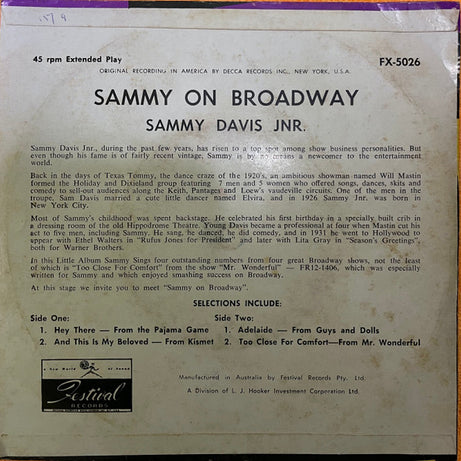 45 rpm Extended Play
FX-5026
ORIGINAL RECORDING IN AMERICA BY DECCA RECORDS INC., NEW YORK, U.S.A.
SAMMY ON BROADWAY
SAMMY DAVIS JNR.
Sammy Davis Jnr., during the past few years, has risen to a top spot among show business personalities. But
even though his fame is of fairly recent vintage, Sammy is by no means a newcomer to the entertainment
world.
Back in the days of Texas Tommy, the dance craze of the 1920's, an ambitious showman named Will Mastin
formed the Holiday and Dixieland group featuring 7 men and 5 women who offered songs, dances, skits and
comedy to sell-out audiences along the Keith, Pantages and Loew's vaudeville circuits. One of the men in the
troupe, Sam Davis married a cute little dancer named Elvira, and in 1926 Sammy Jnr. was born in
New York City.
Most of Sammy's childhood was spent backstage. He celebrated his first birthday in a specially built crib in
a dressing room of the old Hippodrome Theatre. Young Davis became a professional at four when Mastin cut his
act to five men, including Sammy. He sang, he danced, he did comedy, and in 1931 he went to Hollywood to
appear with Ethel Walters in "Rufus Jones for President" and later with Lita Gray in "Season's Greetings",
both for Warner Brothers.
In this Little Album Sammy Sings four outstanding numbers from four great Broadway shows, not the least
of which is "Too Close For Comfort" from the show "Mr. Wonderful" — FR12-1406, which was especially
written for Sammy and which enjoyed smashing success on Broadway.
At this stage we invite you to meet "Sammy on Broadway".
SELECTIONS INCLUDE:
Side One:
1. Hey There — From the Pajama Game
2. And This Is My Beloved — From Kismet
Side Two:
1. Adelaide — From Guys and Dolls
2. Too Close For Comfort—From Mr. Wonderful
a New World of Sound
Festival
RECORDS
Manufactured in Australia by Festival Records Pty. Ltd.
A Division of L. J. Hooker Investment Corporation Ltd.